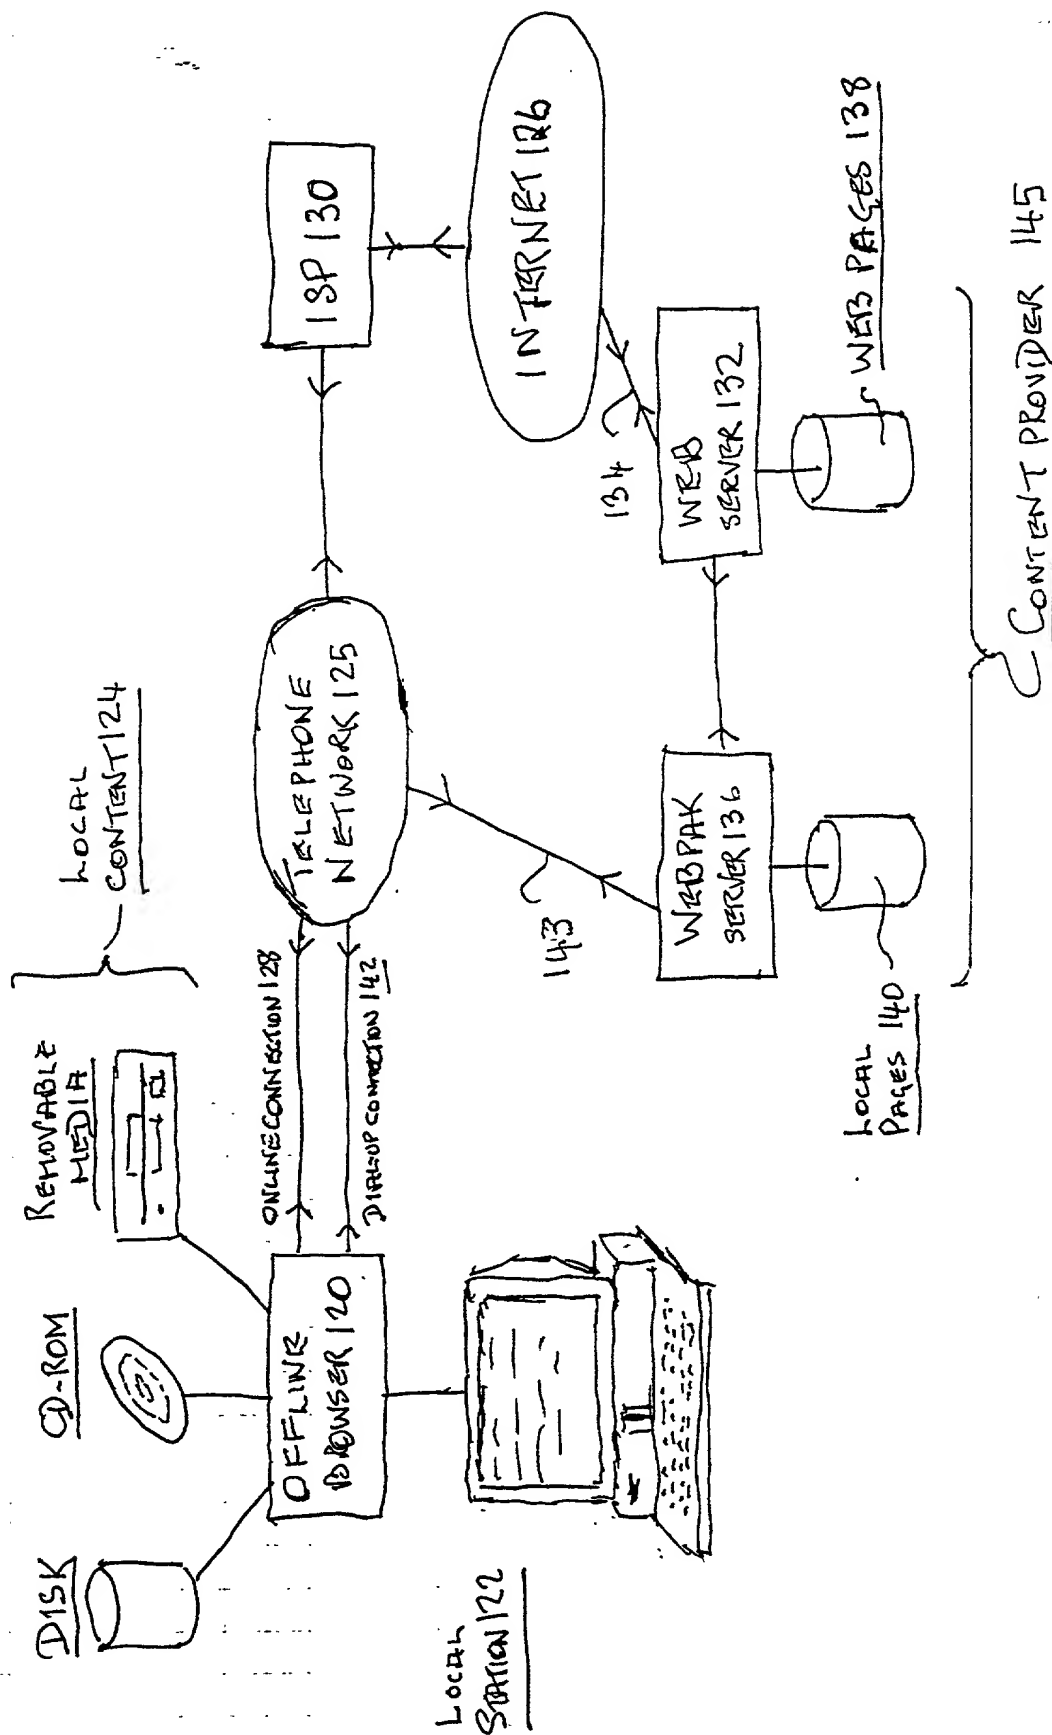 DISK
CD-ROM
REMOVABLE
MEDIA
LOCAL
CONTENT 124
OFFLINE
BROWSER 120
ONLINE CONNECTION 128
DIAL-UP CONNECTION 142
TELEPHONE
NETWORK 125
ISP 130
INTERNET 126
LOCAL
STATION 122
143
134
WEBPAK
SERVER 136
WEB
SERVER 132
LOCAL
PAGES 140
WEB PAGES 138
CONTENT PROVIDER 145